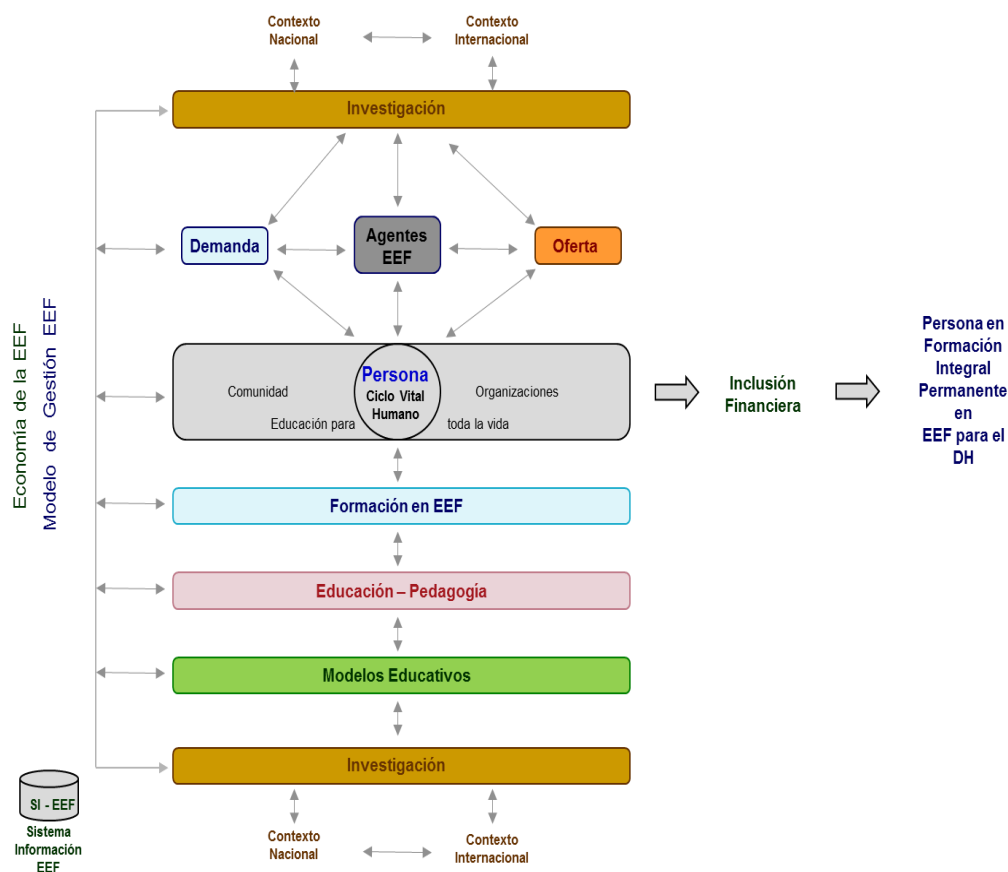 Contexto
Nacional
Contexto
Internacional
Investigación
Demanda
Agentes
EEF
Oferta
Economía de la EEF
Modelo de Gestión EEF
Comunidad
Persona
Ciclo Vital
Humano
Organizaciones
Educación para
toda la vida
Inclusión
Financiera
Persona en
Formación
Integral
Permanente
en
EEF para el
DH
Formación en EEF
Educación – Pedagogía
Modelos Educativos
Investigación
SI - EEF
Sistema
Información
EEF
Contexto
Nacional
Contexto
Internacional